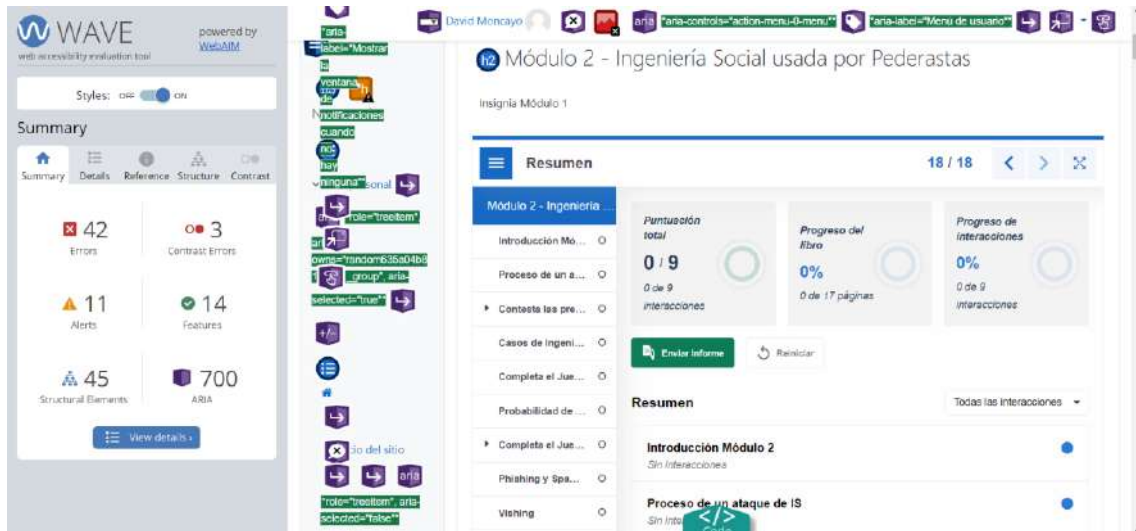 WAVE
web accessibility evaluation tool
powered by
WebAIM
Styles: OFF ON
Summary
Summary Details Reference Structure Contrast
42
Errors
3
Contrast Errors
11
Alerts
14
Features
45
Structural Elements
700
ARIA
View details ›
"aria-
label="Mostrar
la
ventana
de
notificaciones
cuando
no
hay
ninguna""
sonal
role="treeitem"
owns="random635a04b8
group", aria-
selected="true""
io del sitio
aria
"role="treeitem", aria-
selected="false""
David Moncayo
aria
"aria-controls="action-menu-0-menu""
"aria-label="Menú de usuario""
h2
Módulo 2 - Ingeniería Social usada por Pederastas
Insignia Módulo 1
Resumen
18 / 18
Módulo 2 - Ingeniería ...
Introducción Mó...
Proceso de un a...
Contesta las pre...
Casos de Ingeni...
Completa el Jue...
Probabilidad de ...
Completa el Jue...
Phishing y Spa...
Vishing
Puntuación
total
0 / 9
0 de 9
interacciones
Progreso del
libro
0%
0 de 17 páginas
Progreso de
interacciones
0%
0 de 9
interacciones
Enviar informe
Reiniciar
Resumen
Todas las interacciones
Introducción Módulo 2
Sin interacciones
Proceso de un ataque de IS
Sin inte
</>
Code